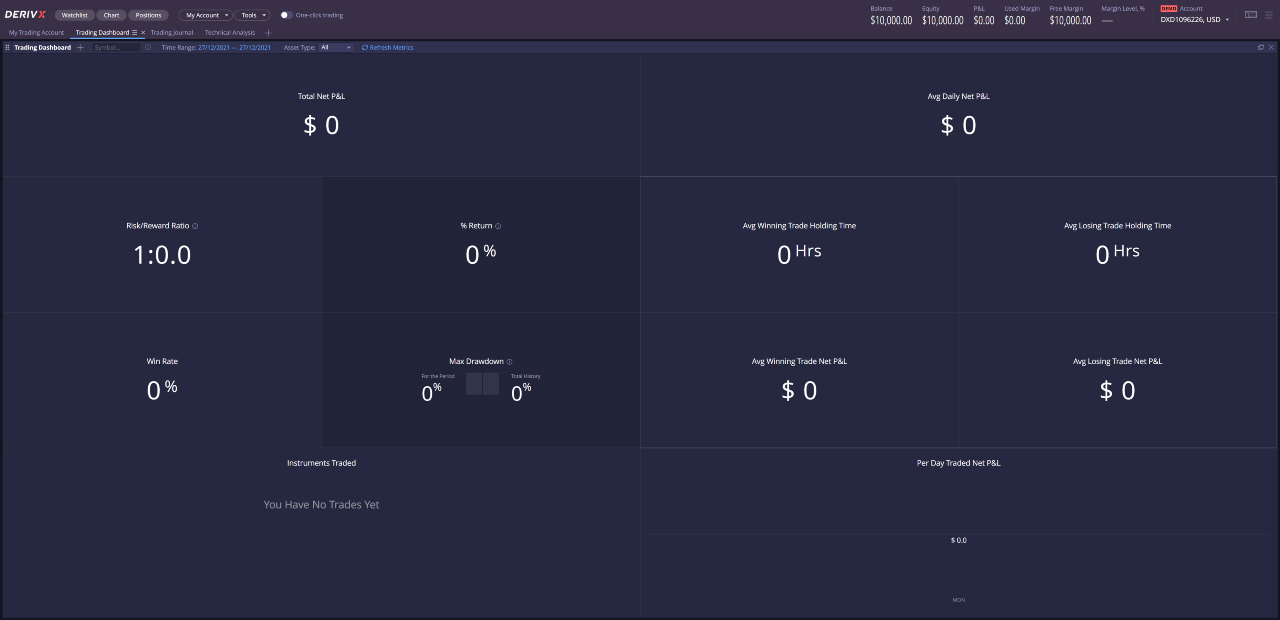 DERIV X Watchlist Chart Positions My Account Tools One-click trading
Balance Equity P&L Used Margin Free Margin Margin Level, % DEMO Account
$10,000.00 $10,000.00 $0.00 $0.00 $10,000.00 — DXD1096226, USD
My Trading Account Trading Dashboard Trading Journal Technical Analysis
Trading Dashboard Symbol... Time Range: 27/12/2021 — 27/12/2021 Asset Type: All Refresh Metrics
Total Net P&L
$ 0
Avg Daily Net P&L
$ 0
Risk/Reward Ratio
1:0.0
% Return
0 %
Avg Winning Trade Holding Time
0 Hrs
Avg Losing Trade Holding Time
0 Hrs
Win Rate
0 %
Max Drawdown
For the Period
0%
Total History
0%
Avg Winning Trade Net P&L
$ 0
Avg Losing Trade Net P&L
$ 0
Instruments Traded
You Have No Trades Yet
Per Day Traded Net P&L
$ 0.0
MON